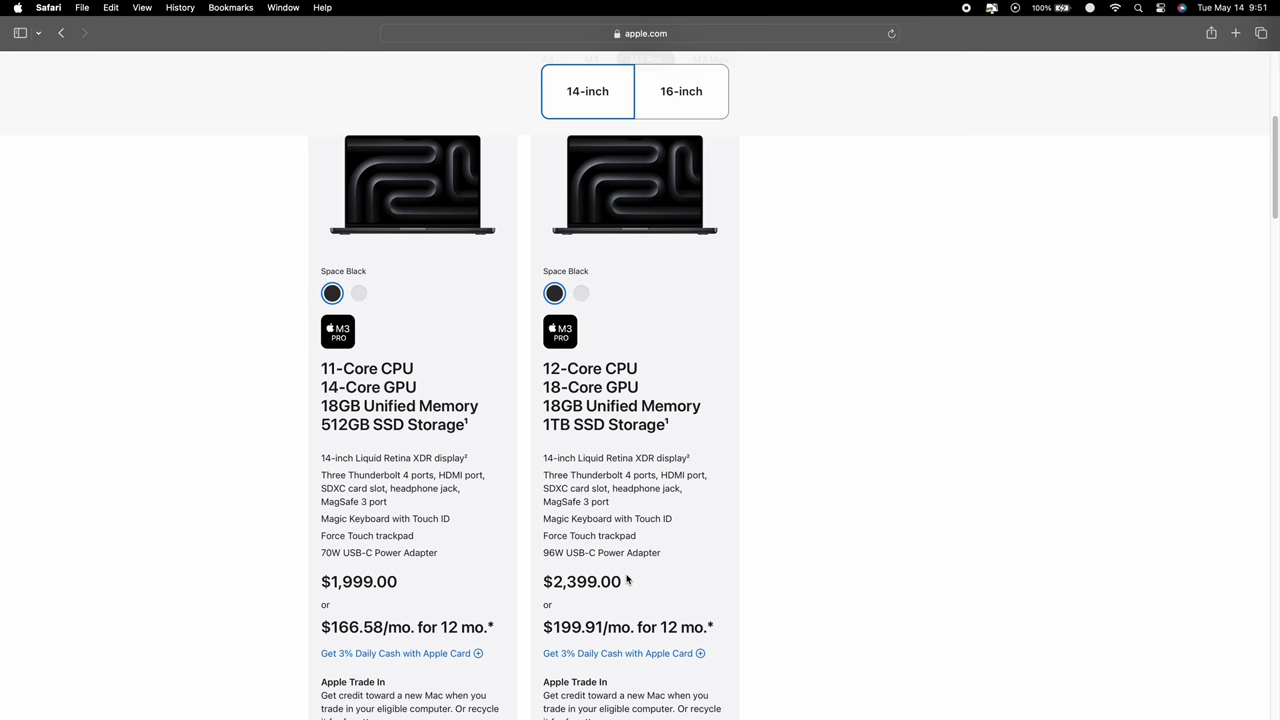 Safari File Edit View History Bookmarks Window Help 100% Tue May 14 9:51
apple.com
14-inch 16-inch
Space Black
M3
PRO
11-Core CPU
14-Core GPU
18GB Unified Memory
512GB SSD Storage¹
14-inch Liquid Retina XDR display²
Three Thunderbolt 4 ports, HDMI port,
SDXC card slot, headphone jack,
MagSafe 3 port
Magic Keyboard with Touch ID
Force Touch trackpad
70W USB-C Power Adapter
$1,999.00
or
$166.58/mo. for 12 mo.*
Get 3% Daily Cash with Apple Card
Apple Trade In
Get credit toward a new Mac when you
trade in your eligible computer. Or recycle
Space Black
M3
PRO
12-Core CPU
18-Core GPU
18GB Unified Memory
1TB SSD Storage¹
14-inch Liquid Retina XDR display²
Three Thunderbolt 4 ports, HDMI port,
SDXC card slot, headphone jack,
MagSafe 3 port
Magic Keyboard with Touch ID
Force Touch trackpad
96W USB-C Power Adapter
$2,399.00
or
$199.91/mo. for 12 mo.*
Get 3% Daily Cash with Apple Card
Apple Trade In
Get credit toward a new Mac when you
trade in your eligible computer. Or recycle